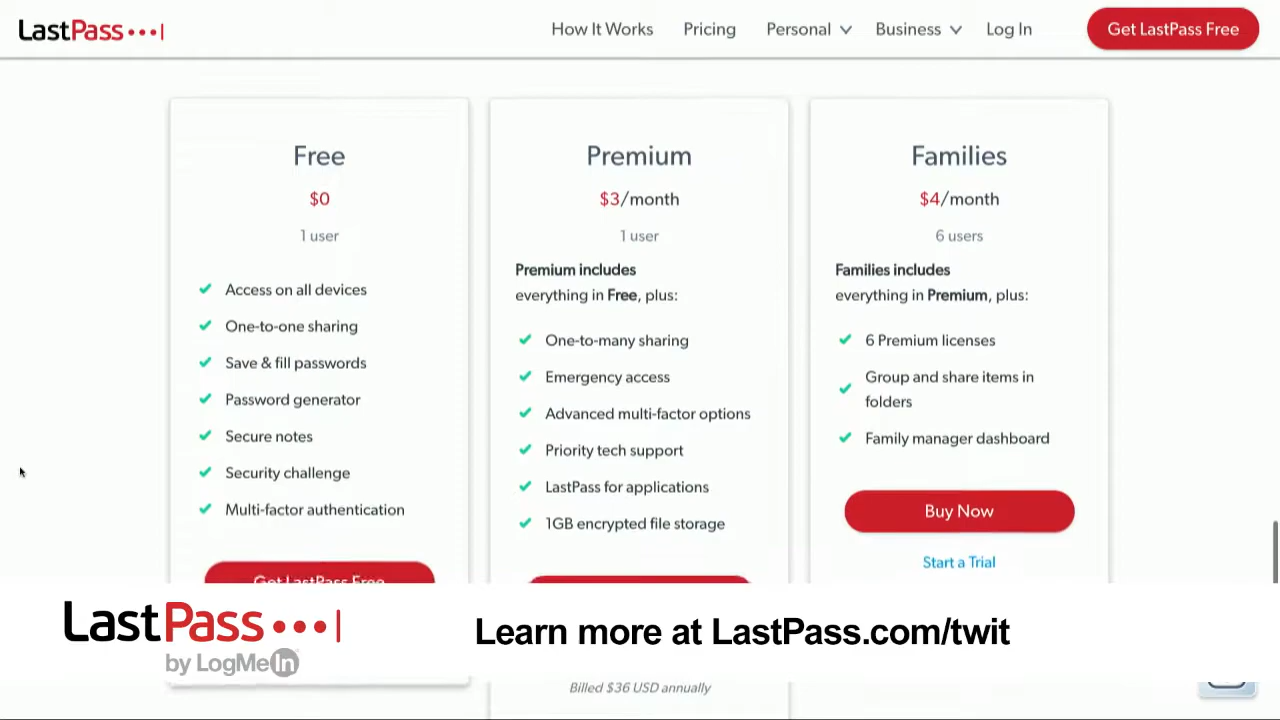 LastPass
How It Works
Pricing
Personal
Business
Log In
Get LastPass Free
Free
$0
1 user
Access on all devices
One-to-one sharing
Save & fill passwords
Password generator
Secure notes
Security challenge
Multi-factor authentication
Get LastPass Free
Premium
$3/month
1 user
Premium includes
everything in Free, plus:
One-to-many sharing
Emergency access
Advanced multi-factor options
Priority tech support
LastPass for applications
1GB encrypted file storage
Billed $36 USD annually
Families
$4/month
6 users
Families includes
everything in Premium, plus:
6 Premium licenses
Group and share items in
folders
Family manager dashboard
Buy Now
Start a Trial
LastPass
by LogMeIn
Learn more at LastPass.com/twit